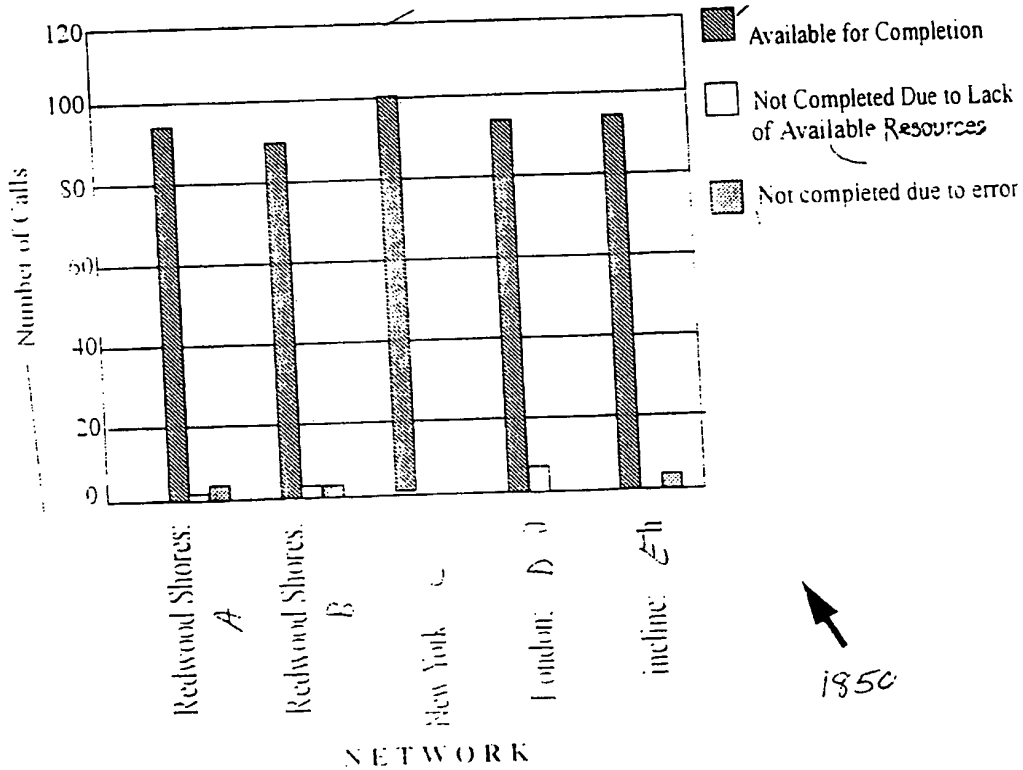 120
100
80
60
40
20
0
Number of Calls
Available for Completion
Not Completed Due to Lack
of Available Resources
Not completed due to error
Redwood Shores:
A
Redwood Shores:
B
New York
C
London:
D
incline:
E
NETWORK